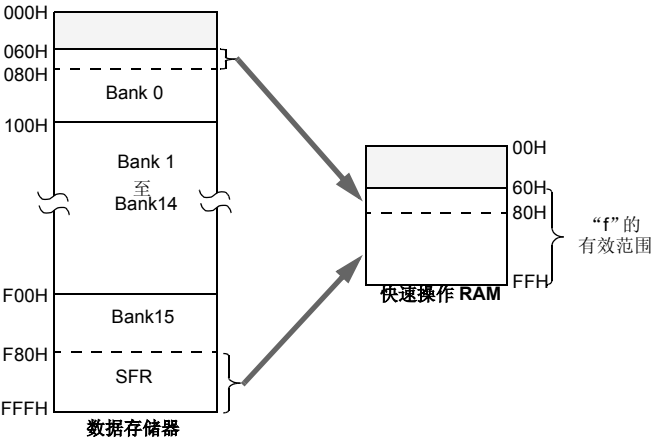 000H
060H
080H
Bank 0
100H
Bank 1
至
Bank14
F00H
Bank15
F80H
SFR
FFFH
数据存储器
00H
60H
80H
FFH
快速操作 RAM
“f”的
有效范围